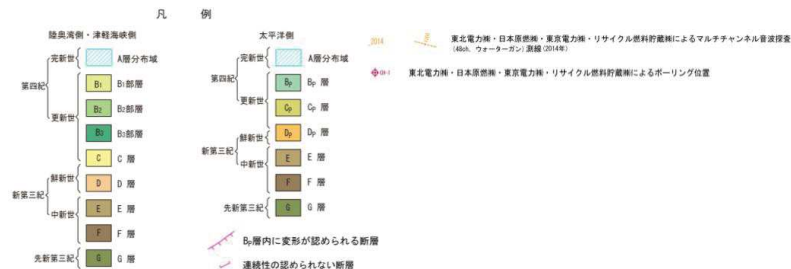 凡 例
陸奥湾側・津軽海峡側
完新世
A層分布域
第四紀
更新世
B1 B1部層
B2 B2部層
B3 B3部層
C C 層
新第三紀
鮮新世
D D 層
中新世
E E 層
F F 層
先新第三紀
G G 層
太平洋側
完新世
A層分布域
第四紀
更新世
BP BP 層
CP CP 層
新第三紀
鮮新世
DP DP 層
中新世
E E 層
F F 層
先新第三紀
G G 層
BP層内に変形が認められる断層
連続性の認められない断層
2014
東北電力㈱・日本原燃㈱・東京電力㈱・リサイクル燃料貯蔵㈱によるマルチチャンネル音波探査
(48ch, ウォーターガン) 測線(2014年)
東北電力㈱・日本原燃㈱・東京電力㈱・リサイクル燃料貯蔵㈱によるボーリング位置